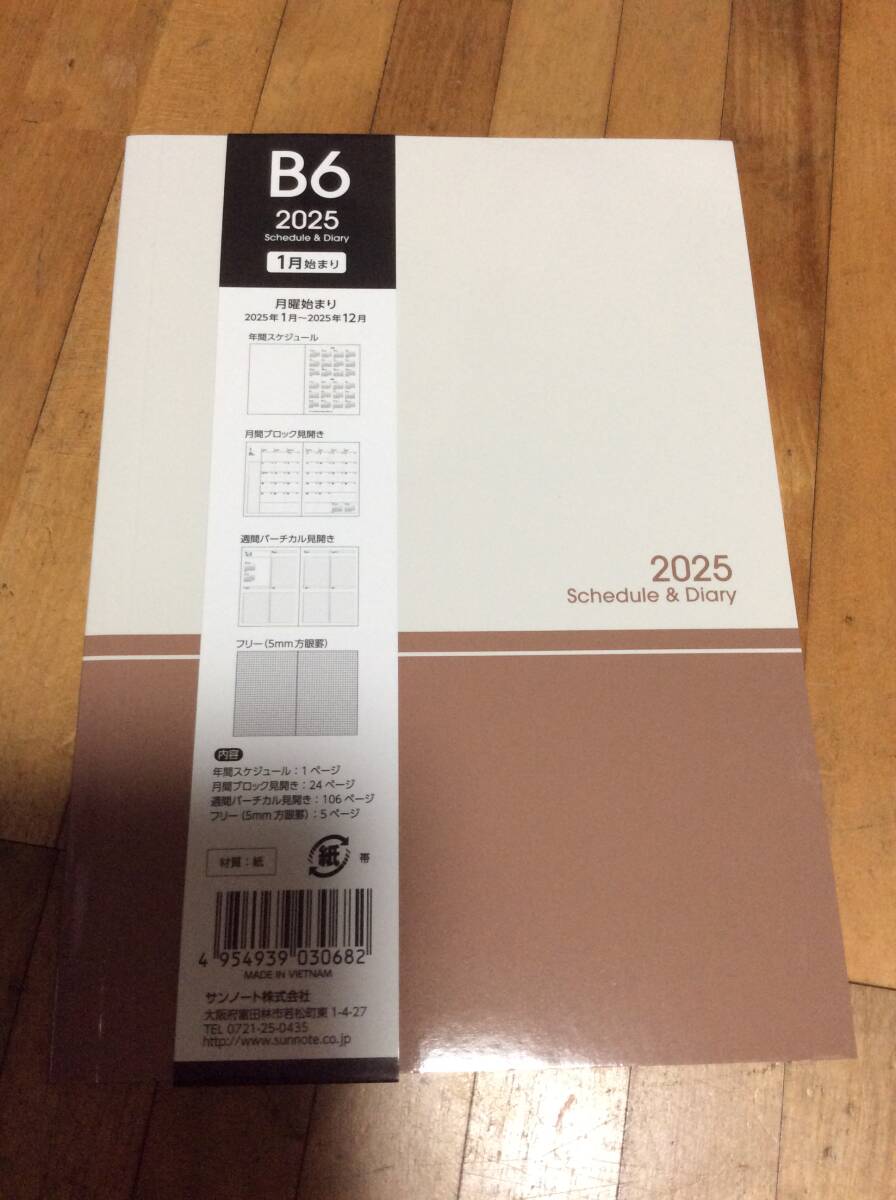 B6
2025
Schedule & Diary
1月始まり
月曜始まり
2025年1月〜2025年12月
年間スケジュール
月間ブロック見開き
週間バーチカル見開き
フリー(5mm方眼罫)
内容
年間スケジュール:1ページ
月間ブロック見開き:24ページ
週間バーチカル見開き:106ページ
フリー(5mm方眼罫):5ページ
材質:紙
紙
帯
4 954939 030682
MADE IN VIETNAM
サンノート株式会社
大阪府富田林市若松町東1-4-27
TEL 0721-25-0435
http://www.sunnote.co.jp
2025
Schedule & Diary